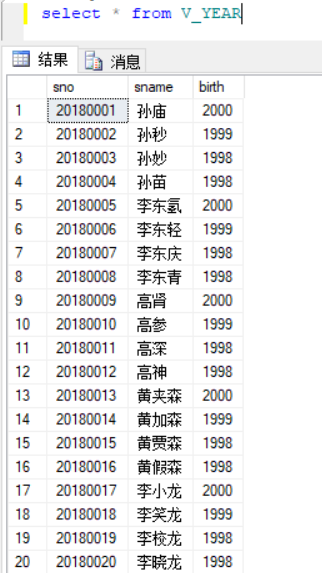 select * from V_YEAR
结果 消息
sno sname birth
1 20180001 孙庙 2000
2 20180002 孙秒 1999
3 20180003 孙妙 1998
4 20180004 孙苗 1998
5 20180005 李东氢 2000
6 20180006 李东轻 1999
7 20180007 李东庆 1998
8 20180008 李东青 1998
9 20180009 高肾 2000
10 20180010 高参 1999
11 20180011 高深 1998
12 20180012 高神 1998
13 20180013 黄夹森 2000
14 20180014 黄加森 1999
15 20180015 黄贾森 1998
16 20180016 黄假森 1998
17 20180017 李小龙 2000
18 20180018 李笑龙 1999
19 20180019 李校龙 1998
20 20180020 李晓龙 1998